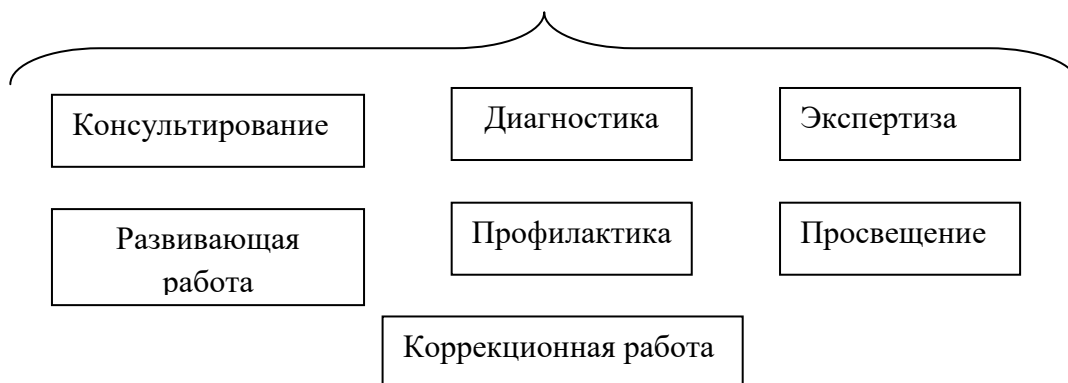 Консультирование
Диагностика
Экспертиза
Развивающая
работа
Профилактика
Просвещение
Коррекционная работа